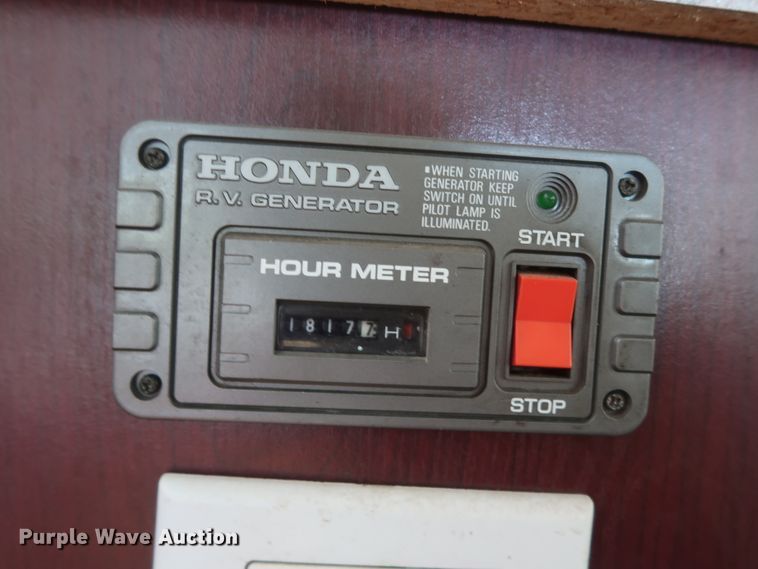 HONDA
R.V. GENERATOR
▪WHEN STARTING
GENERATOR KEEP
SWITCH ON UNTIL
PILOT LAMP IS
ILLUMINATED.
START
HOUR METER
18177 H
STOP
Purple Wave Auction®